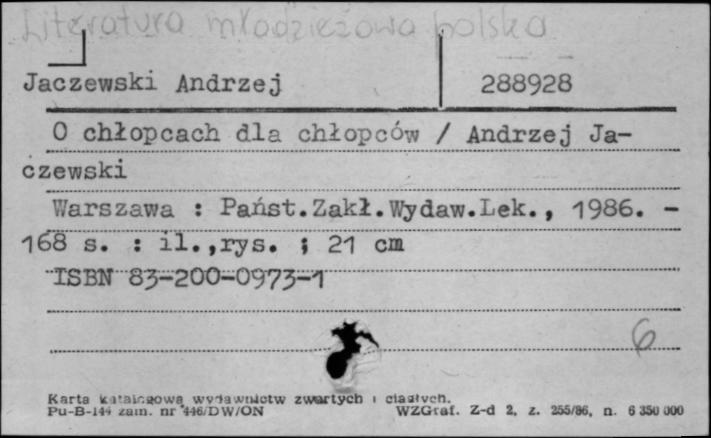 Literatura młodzieżowa polska
Jaczewski Andrzej 288928
O chłopcach dla chłopców / Andrzej Ja-
czewski
Warszawa : Państ.Zakł.Wydaw.Lek., 1986. -
168 s. : il.,rys. ; 21 cm
ISBN 83-200-0973-1
6
Karta katalogowa wydawnictw zwartych i ciągłych.
Pu-B-144 zam. nr 446/DW/ON WZGraf. Z-d 2, z. 255/86, n. 6 350 000